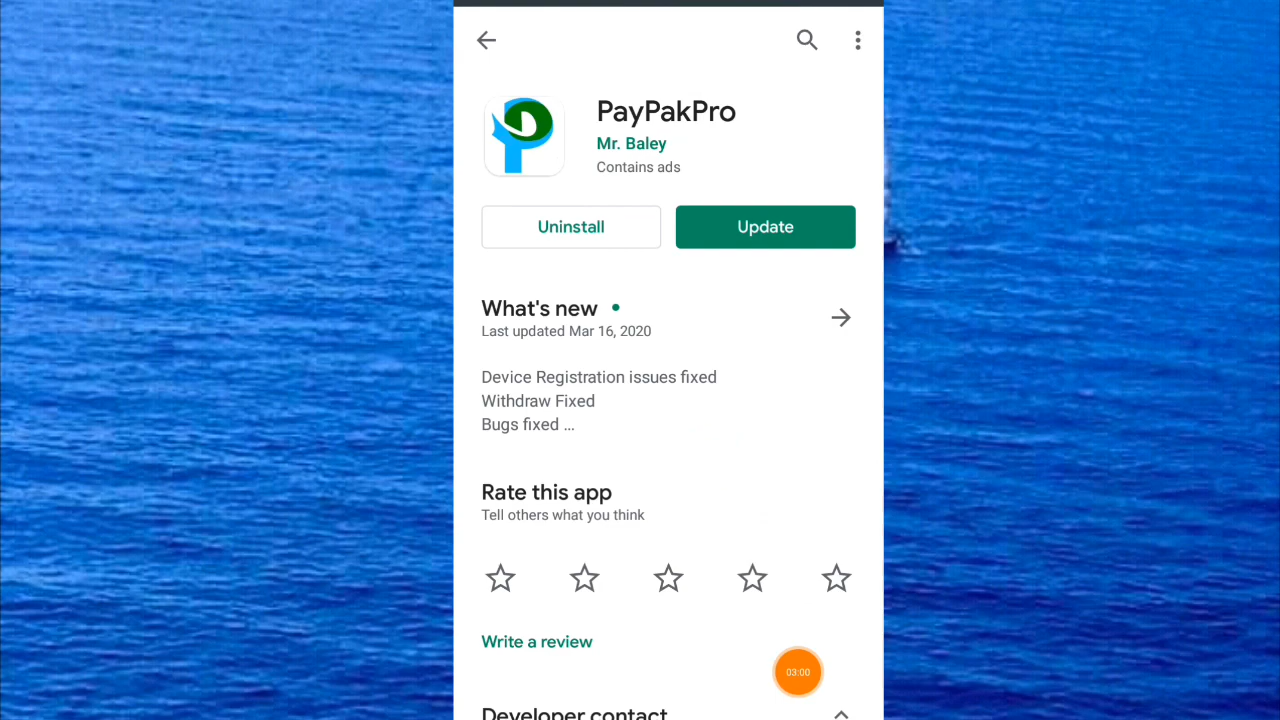 PayPakPro
Mr. Baley
Contains ads
Uninstall
Update
What's new
Last updated Mar 16, 2020
Device Registration issues fixed
Withdraw Fixed
Bugs fixed ...
Rate this app
Tell others what you think
Write a review
03:00
Developer contact